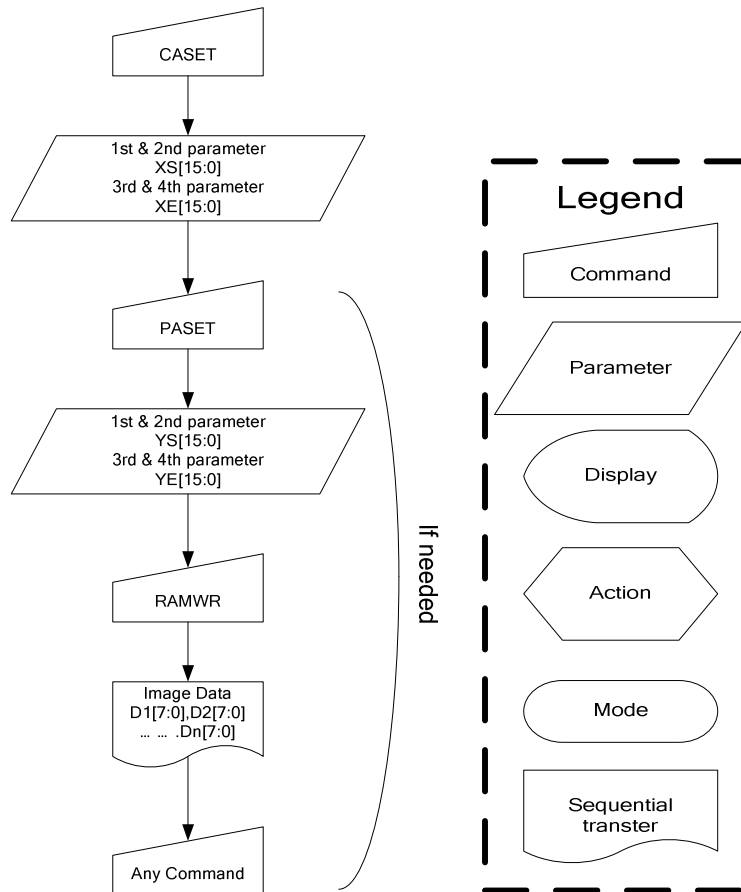 CASET
1st & 2nd parameter
XS[15:0]
3rd & 4th parameter
XE[15:0]
PASET
1st & 2nd parameter
YS[15:0]
3rd & 4th parameter
YE[15:0]
RAMWR
Image Data
D1[7:0],D2[7:0]
... ... .Dn[7:0]
Any Command
If needed
Legend
Command
Parameter
Display
Action
Mode
Sequential
transter